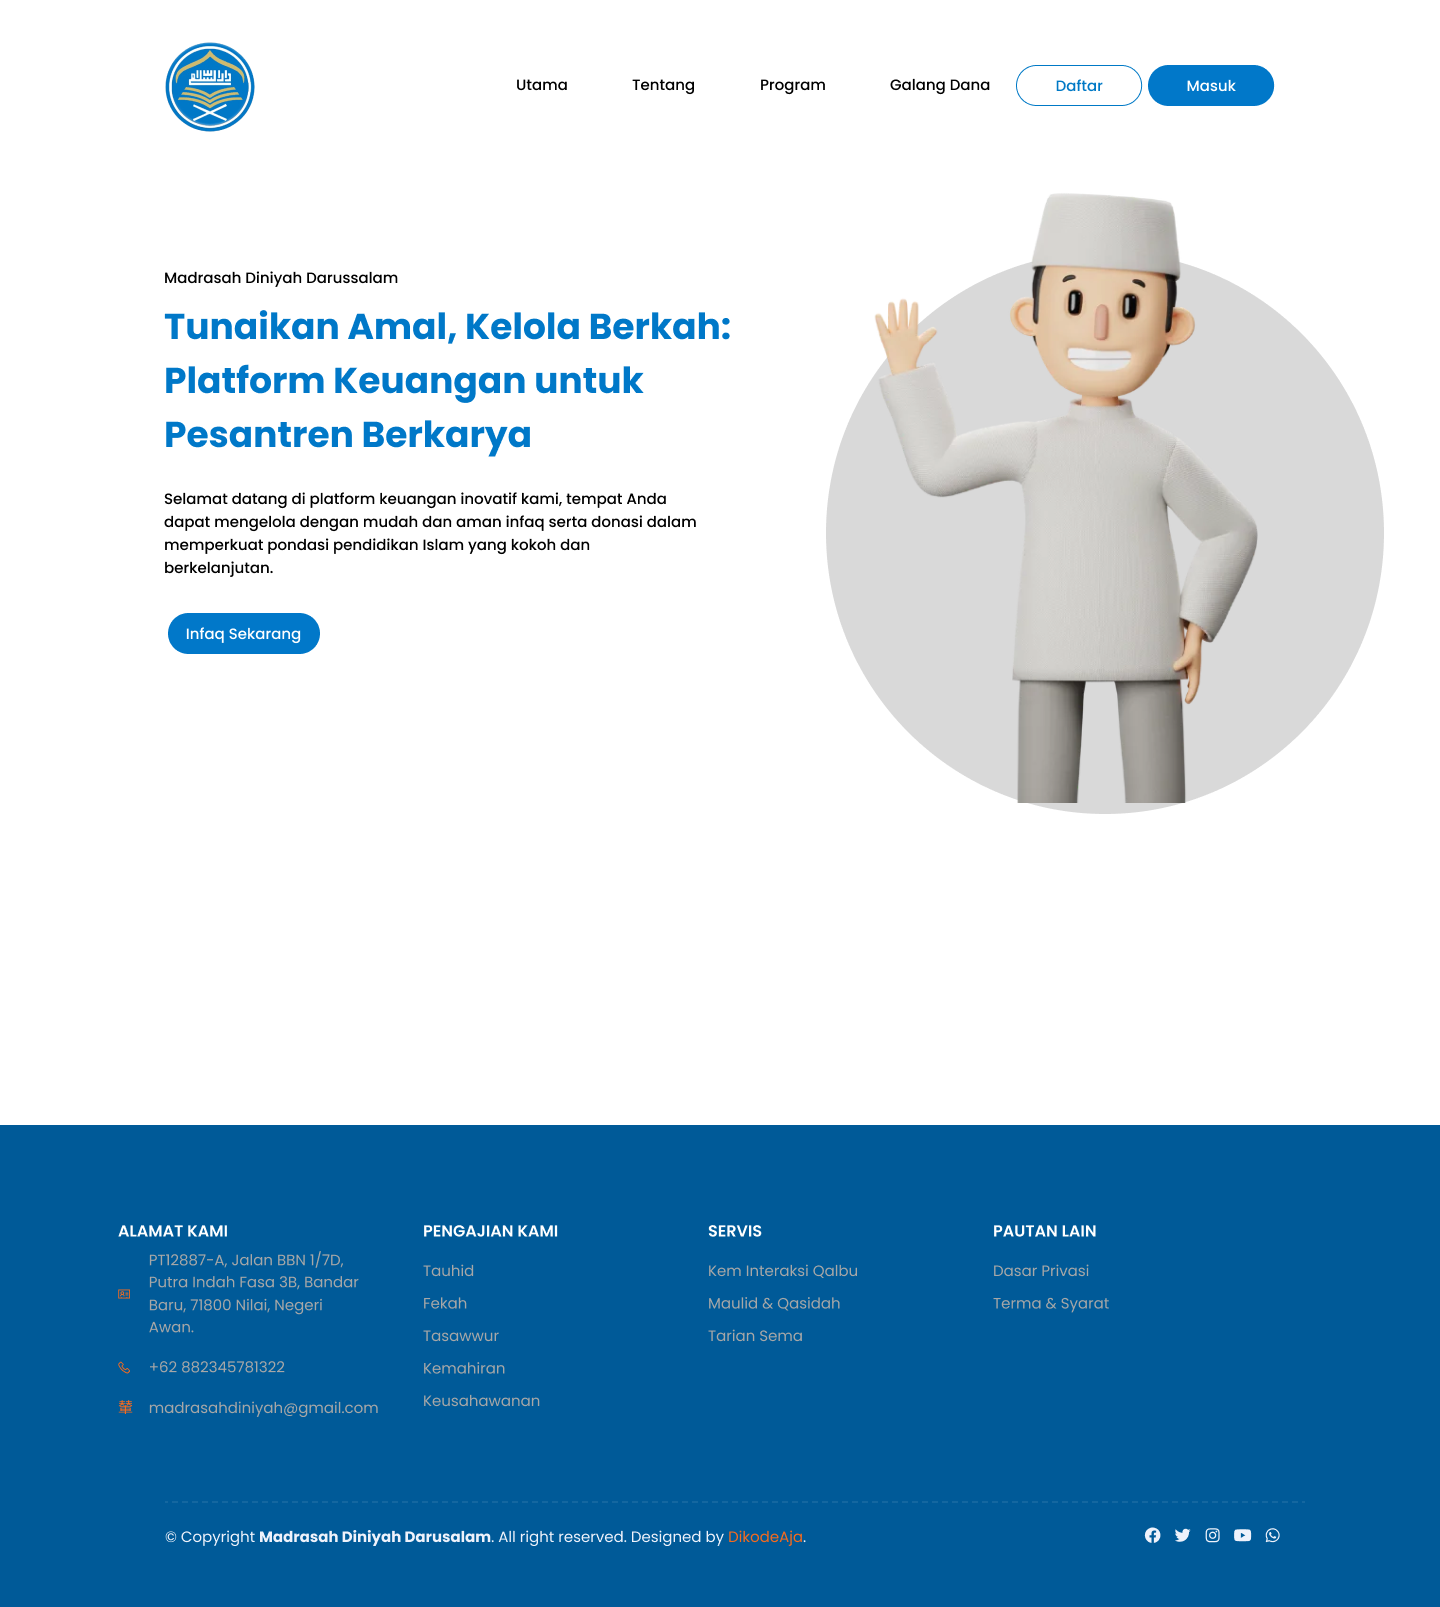 Utama
Tentang
Program
Galang Dana
Daftar
Masuk
Madrasah Diniyah Darussalam
Tunaikan Amal, Kelola Berkah:
Platform Keuangan untuk
Pesantren Berkarya
Selamat datang di platform keuangan inovatif kami, tempat Anda
dapat mengelola dengan mudah dan aman infaq serta donasi dalam
memperkuat pondasi pendidikan Islam yang kokoh dan
berkelanjutan.
Infaq Sekarang
ALAMAT KAMI
PT12887-A, Jalan BBN 1/7D,
Putra Indah Fasa 3B, Bandar
Baru, 71800 Nilai, Negeri
Awan.
+62 882345781322
madrasahdiniyah@gmail.com
PENGAJIAN KAMI
Tauhid
Fekah
Tasawwur
Kemahiran
Keusahawanan
SERVIS
Kem Interaksi Qalbu
Maulid & Qasidah
Tarian Sema
PAUTAN LAIN
Dasar Privasi
Terma & Syarat
© Copyright Madrasah Diniyah Darusalam. All right reserved. Designed by DikodeAja.